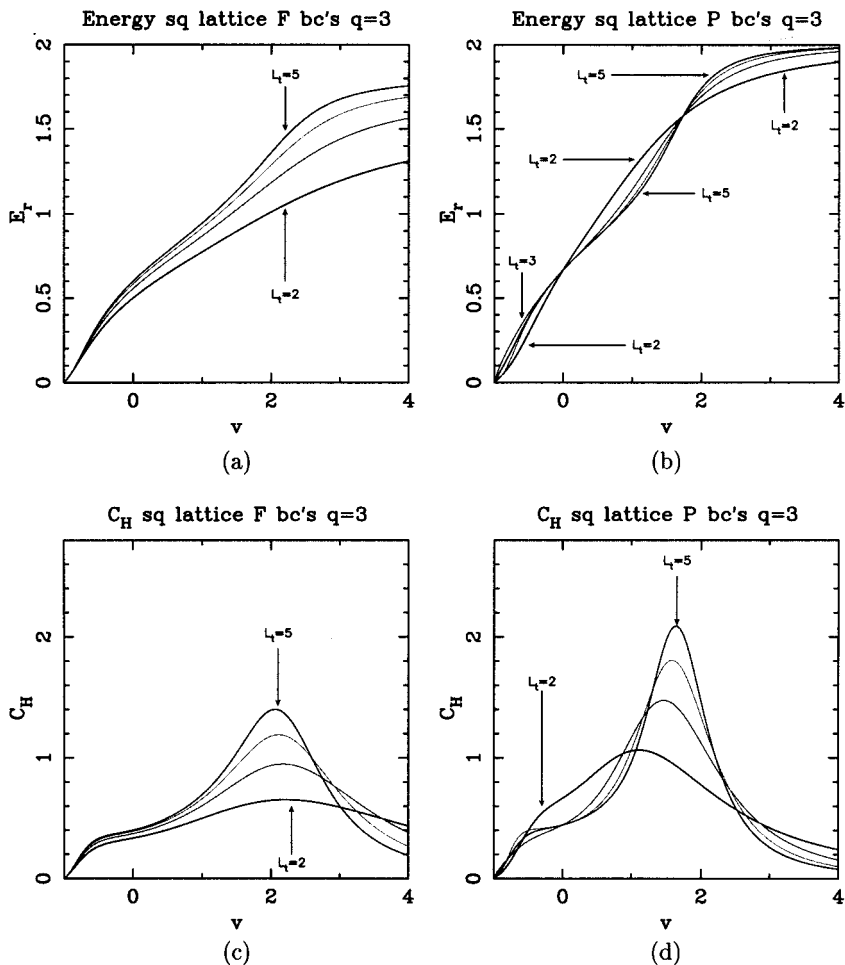 Energy sq lattice F bc's q=3
Energy sq lattice P bc's q=3
2
1.5
1
0.5
0
E_r
L_t=5
L_t=2
0
2
4
v
(a)
2
1.5
1
0.5
0
E_r
L_t=5
L_t=2
L_t=2
L_t=5
L_t=3
L_t=2
0
2
4
v
(b)
C_H sq lattice F bc's q=3
C_H sq lattice P bc's q=3
2
1
0
C_H
L_t=5
L_t=2
0
2
4
v
(c)
2
1
0
C_H
L_t=5
L_t=2
0
2
4
v
(d)